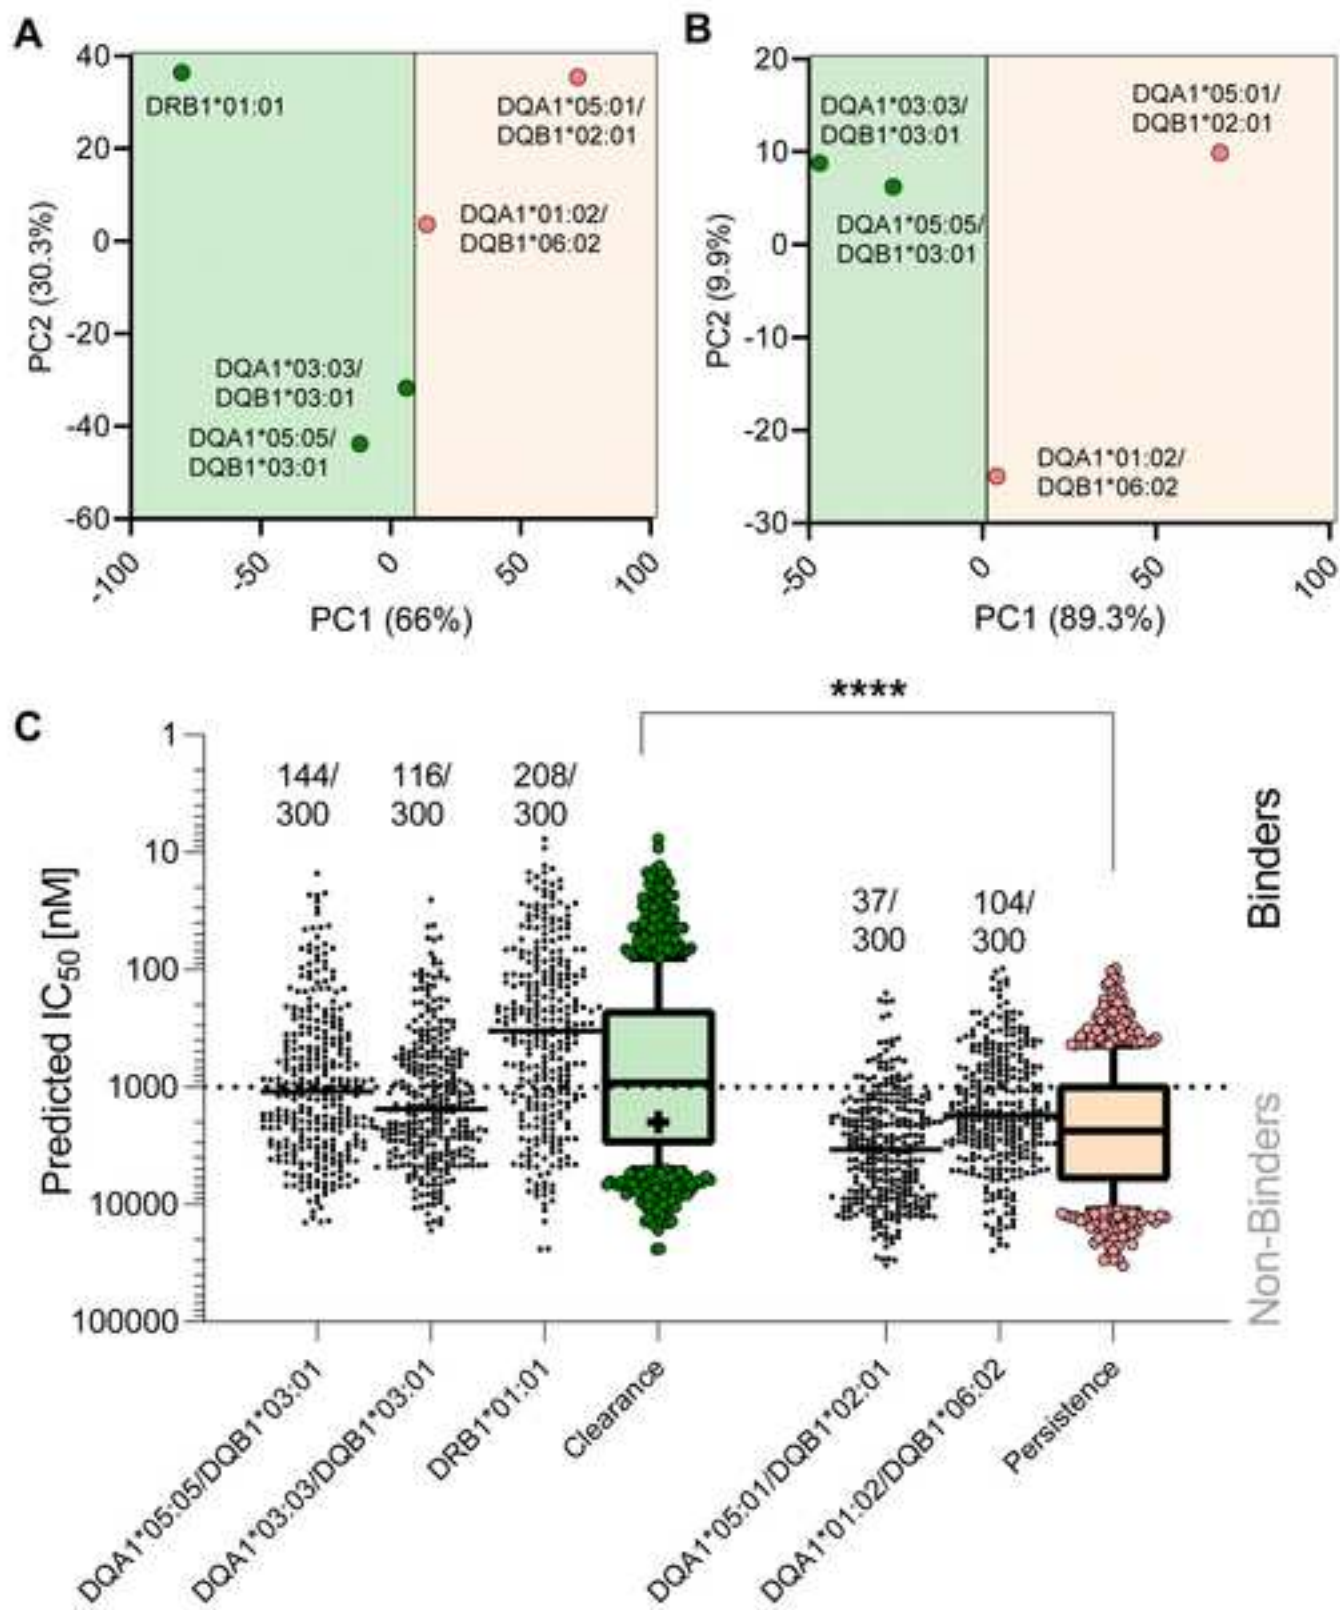 A
40
20
0
-20
-40
-60
PC2 (30.3%)
DRB1*01:01
DQA1*05:01/
DQB1*02:01
DQA1*01:02/
DQB1*06:02
DQA1*03:03/
DQB1*03:01
DQA1*05:05/
DQB1*03:01
-100
-50
0
50
100
PC1 (66%)
B
20
10
0
-10
-20
-30
PC2 (9.9%)
DQA1*03:03/
DQB1*03:01
DQA1*05:01/
DQB1*02:01
DQA1*05:05/
DQB1*03:01
DQA1*01:02/
DQB1*06:02
-50
0
50
100
PC1 (89.3%)
C
****
1
10
100
1000
10000
100000
Predicted IC50 [nM]
144/
300
116/
300
208/
300
37/
300
104/
300
Binders
Non-Binders
DQA1*05:05/DQB1*03:01
DQA1*03:03/DQB1*03:01
DRB1*01:01
Clearance
DQA1*05:01/DQB1*02:01
DQA1*01:02/DQB1*06:02
Persistence